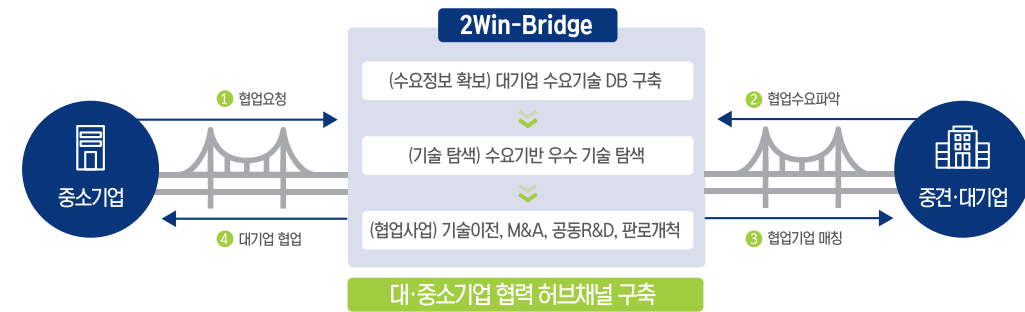 2Win-Bridge
(수요정보 확보) 대기업 수요기술 DB 구축
1 협업요청
2 협업수요파악
(기술 탐색) 수요기반 우수 기술 탐색
중소기업
중견·대기업
(협업사업) 기술이전, M&A, 공동R&D, 판로개척
4 대기업 협업
3 협업기업 매칭
대·중소기업 협력 허브채널 구축